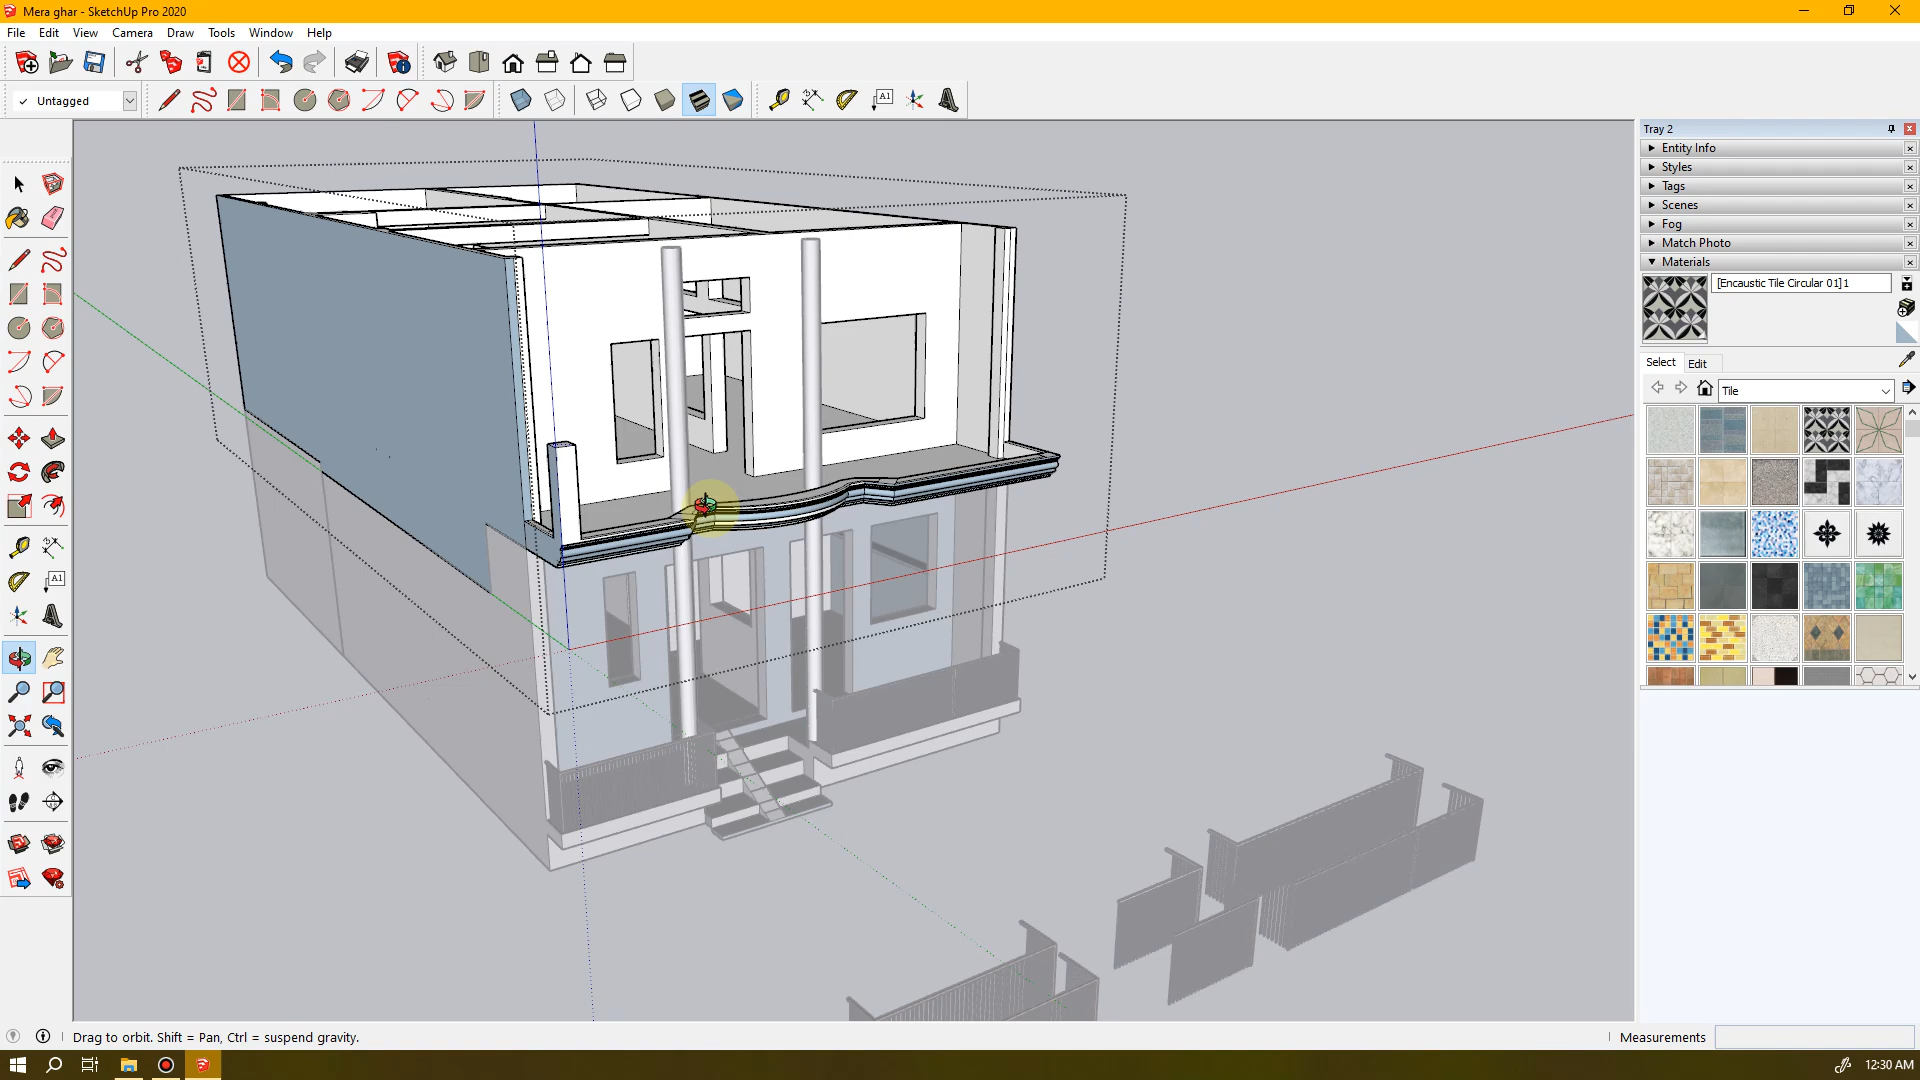 Mera ghar - SketchUp Pro 2020
File Edit View Camera Draw Tools Window Help
Untagged
A1
Tray 2
Entity Info
Styles
Tags
Scenes
Fog
Match Photo
Materials
[Encaustic Tile Circular 01]1
Select Edit
Tile
A1
Drag to orbit. Shift = Pan, Ctrl = suspend gravity.
Measurements
12:30 AM